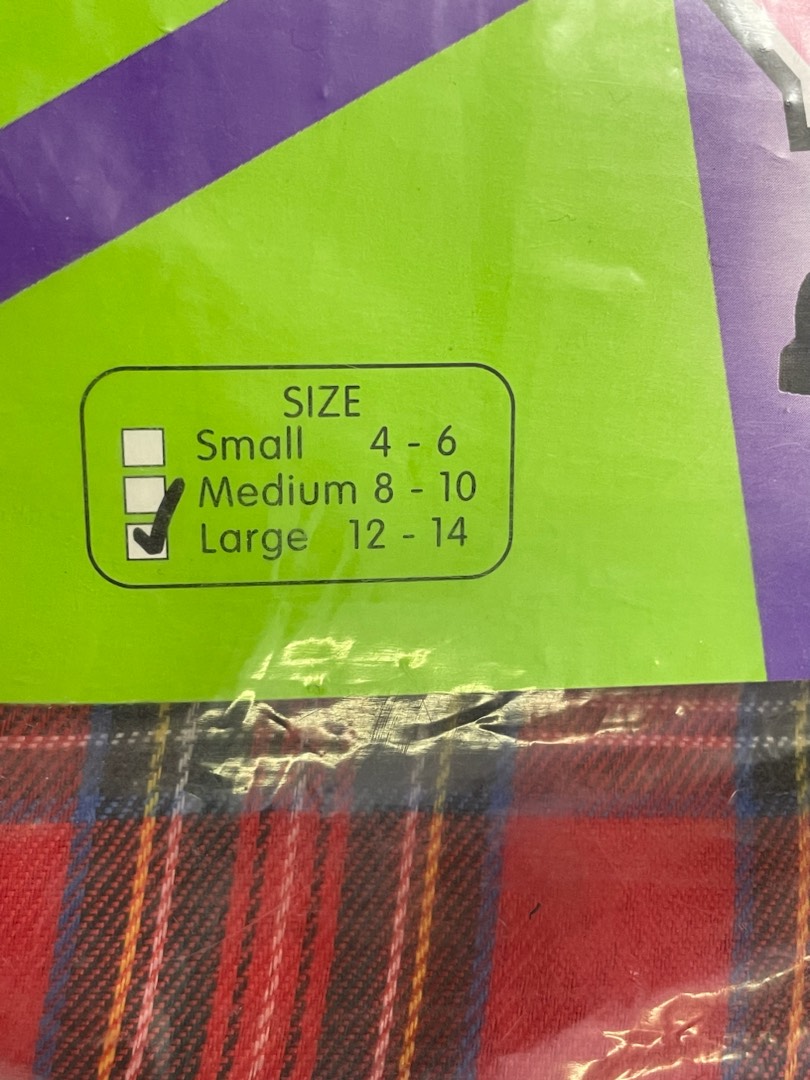 SIZE
Small 4 - 6
Medium 8 - 10
Large 12 - 14